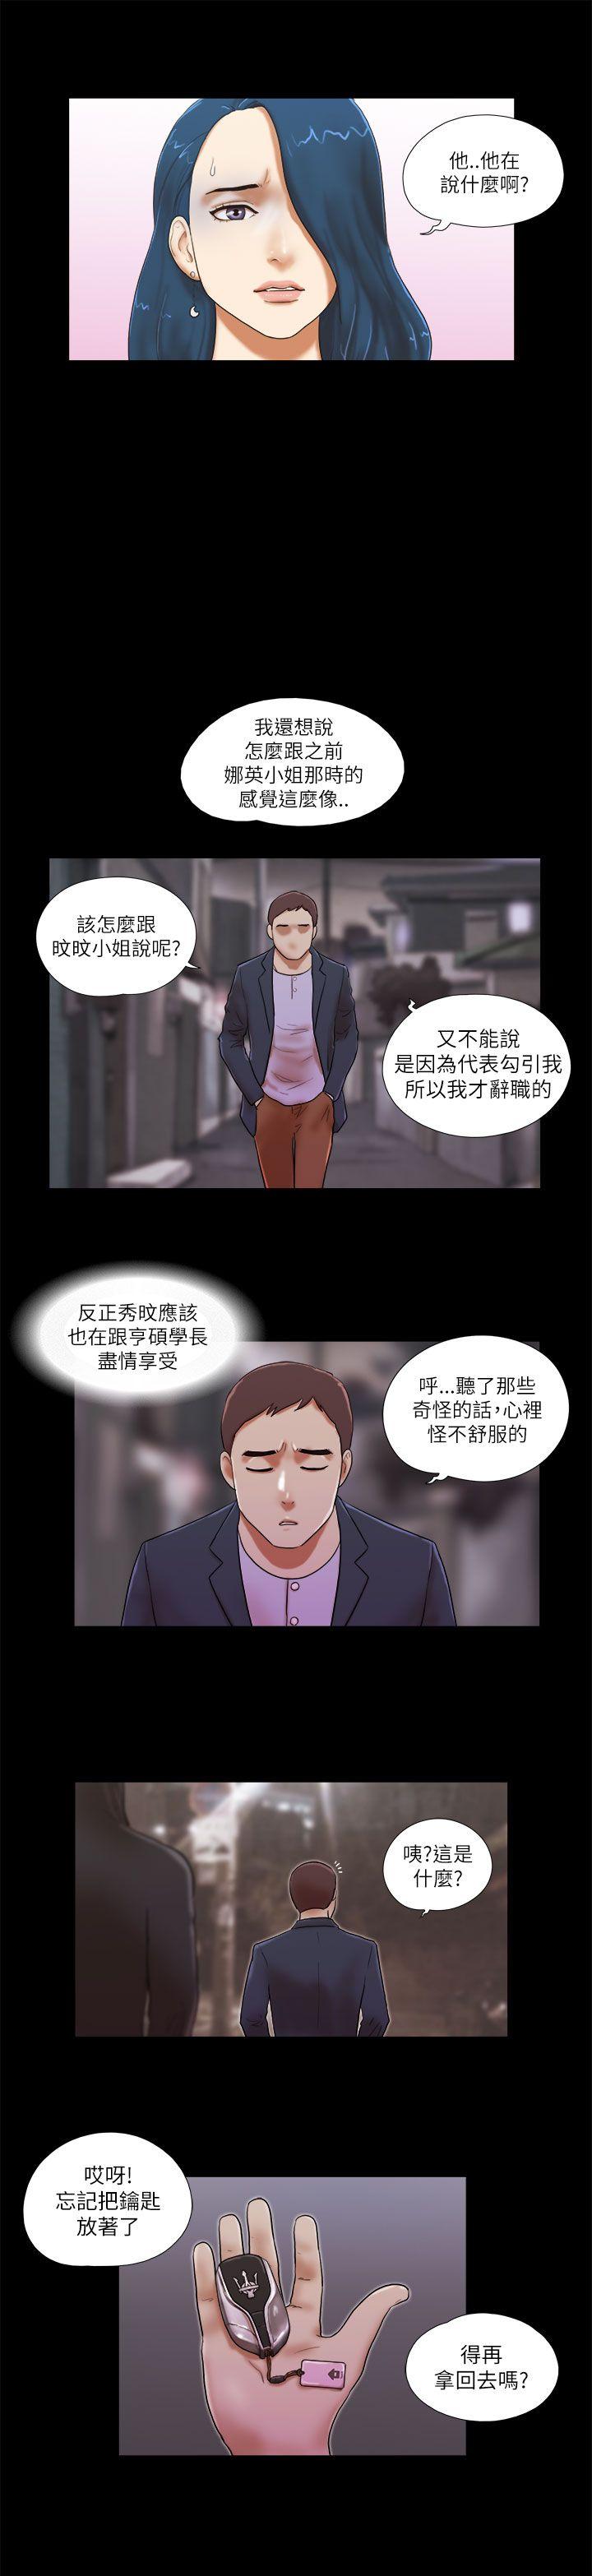 他..他在
說什麼啊?
我還想說
怎麼跟之前
娜英小姐那時的
感覺這麼像..
該怎麼跟
旼旼小姐說呢?
又不能說
是因為代表勾引我
所以我才辭職的
反正秀旼應該
也在跟亨碩學長
盡情享受
呼...聽了那些
奇怪的話,心裡
怪不舒服的
咦?這是
什麼?
哎呀!
忘記把鑰匙
放著了
得再
拿回去嗎?